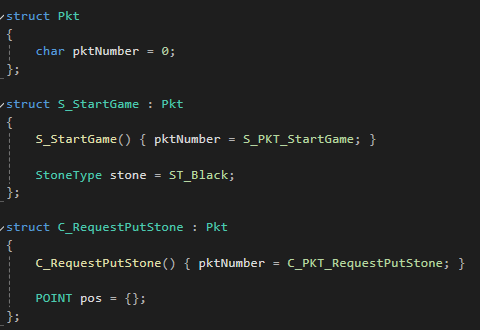 struct Pkt
{
    char pktNumber = 0;
};
struct S_StartGame : Pkt
{
    S_StartGame() { pktNumber = S_PKT_StartGame; }
    StoneType stone = ST_Black;
};
struct C_RequestPutStone : Pkt
{
    C_RequestPutStone() { pktNumber = C_PKT_RequestPutStone; }
    POINT pos = {};
};